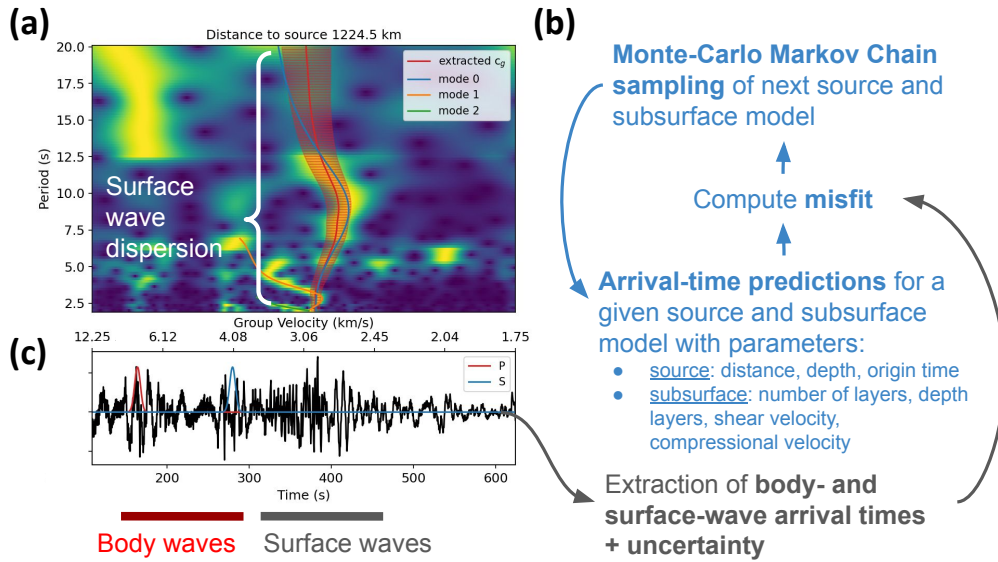 (a)
Distance to source 1224.5 km
20.0
17.5
15.0
12.5
10.0
7.5
5.0
2.5
Period (s)
extracted c_g
mode 0
mode 1
mode 2
Surface
wave
dispersion
Group Velocity (km/s)
12.25 6.12 4.08 3.06 2.45 2.04 1.75
(c)
P
S
200 300 400 500 600
Time (s)
Body waves
Surface waves
(b)
Monte-Carlo Markov Chain
sampling of next source and
subsurface model
Compute misfit
Arrival-time predictions for a
given source and subsurface
model with parameters:
● source: distance, depth, origin time
● subsurface: number of layers, depth
layers, shear velocity,
compressional velocity
Extraction of body- and
surface-wave arrival times
+ uncertainty